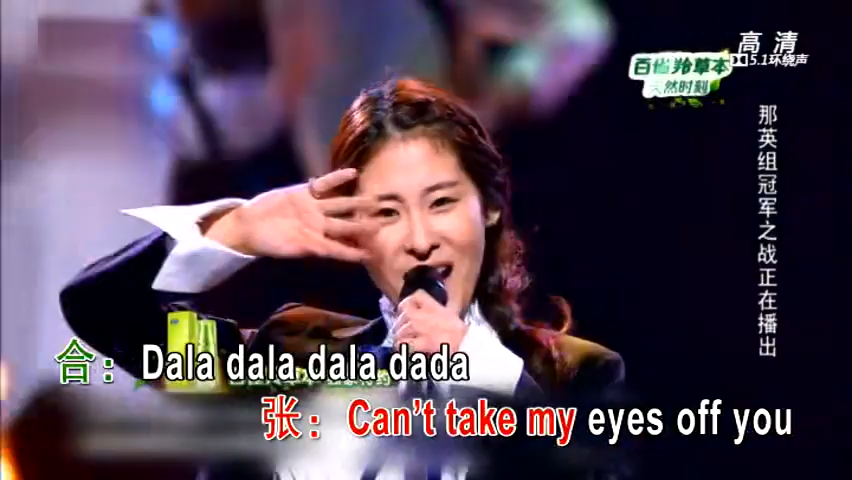 高清
5.1环绕声
百雀羚草本
天然时刻
那英组冠军之战正在播出
合：Dala dala dala dada
张：Can't take my eyes off you